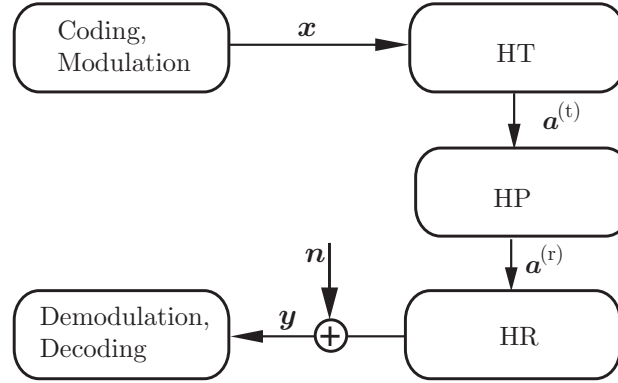 Coding,
Modulation
x
HT
a^(t)
HP
a^(r)
n
Demodulation,
Decoding
y
+
HR